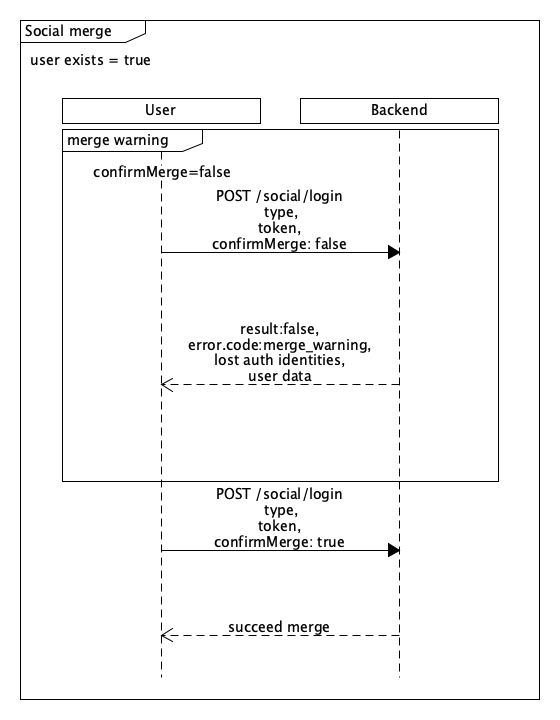 Social merge
user exists = true
User
Backend
merge warning
confirmMerge=false
POST /social/login
type,
token,
confirmMerge: false
result:false,
error.code:merge_warning,
lost auth identities,
user data
POST /social/login
type,
token,
confirmMerge: true
succeed merge